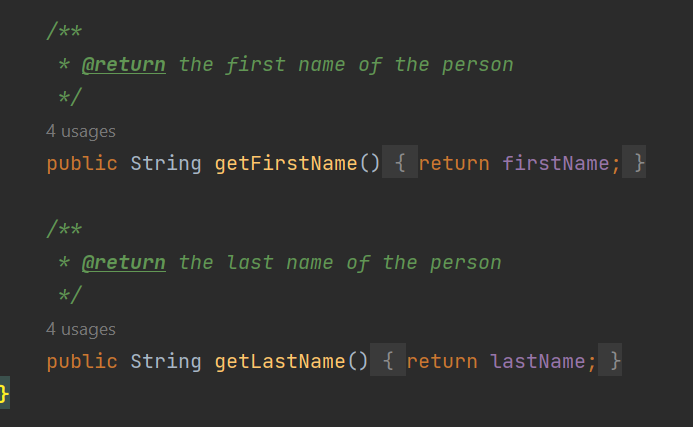 /**
* @return the first name of the person
*/
4 usages
public String getFirstName() { return firstName; }
/**
* @return the last name of the person
*/
4 usages
public String getLastName() { return lastName; }
}